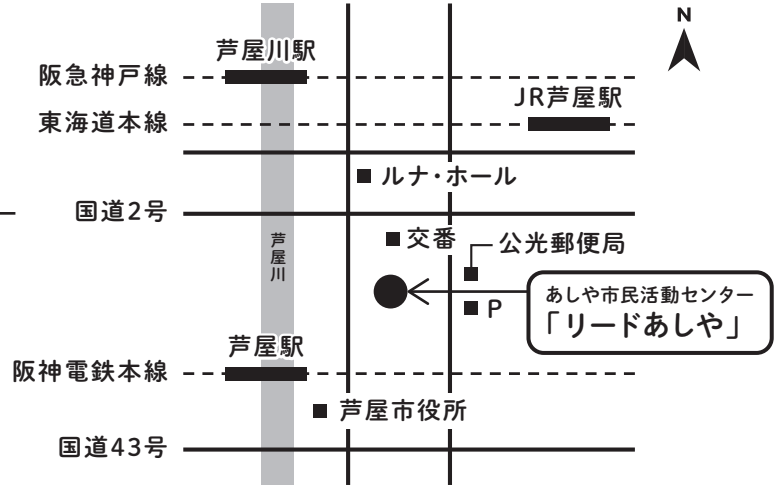 N
芦屋川駅
阪急神戸線
JR芦屋駅
東海道本線
ルナ・ホール
国道2号
交番
公光郵便局
芦屋川
あしや市民活動センター
「リードあしや」
P
芦屋駅
阪神電鉄本線
芦屋市役所
国道43号